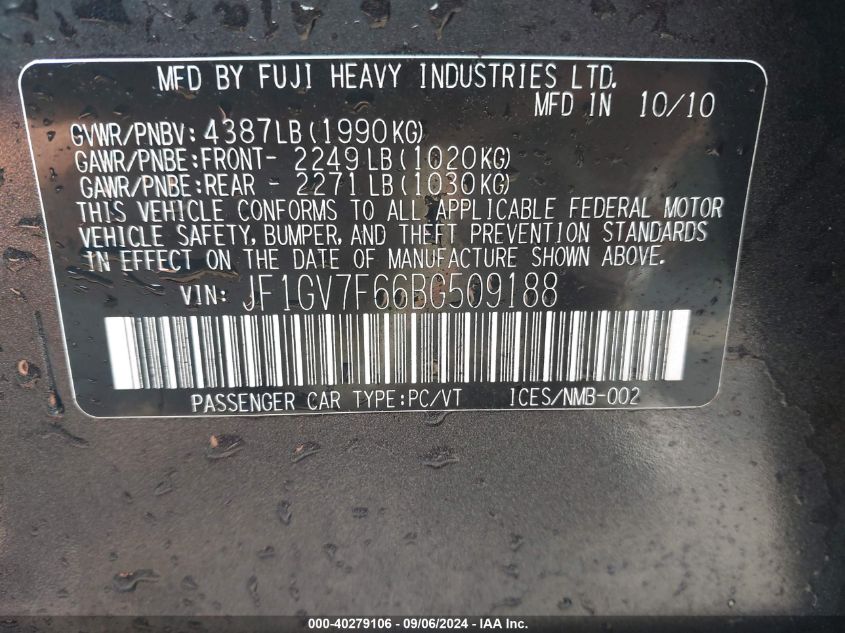 MFD BY FUJI HEAVY INDUSTRIES LTD.
MFD IN 10/10
GVWR/PNBV: 4387LB (1990KG)
GAWR/PNBE:FRONT- 2249LB (1020KG)
GAWR/PNBE:REAR - 2271LB (1030KG)
THIS VEHICLE CONFORMS TO ALL APPLICABLE FEDERAL MOTOR
VEHICLE SAFETY, BUMPER, AND THEFT PREVENTION STANDARDS
IN EFFECT ON THE DATE OF MANUFACTURE SHOWN ABOVE.
VIN: JF1GV7F66BG509188
PASSENGER CAR TYPE:PC/VT ICES/NMB-002
000-40279106 - 09/06/2024 - IAAI.com